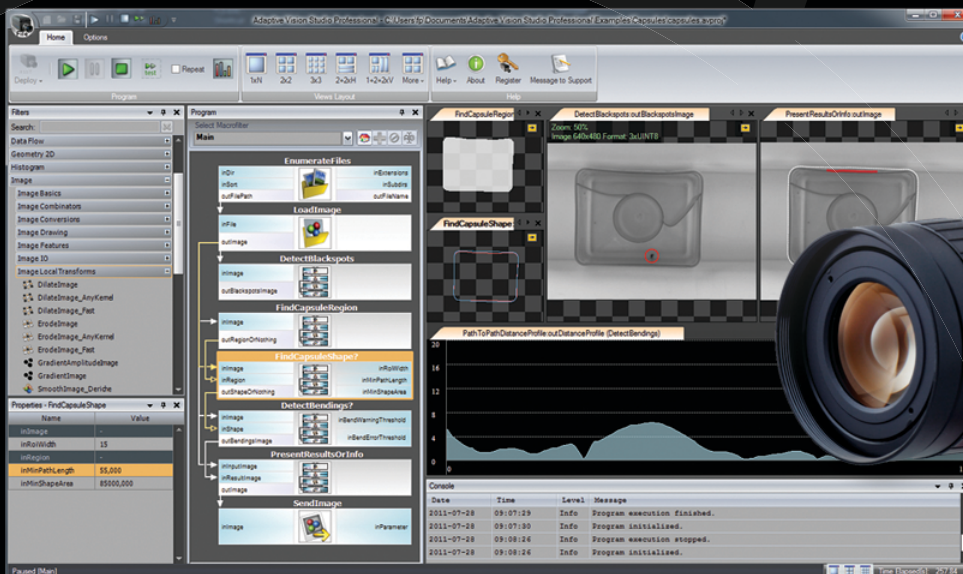 Adaptive Vision Studio Professional - C:\Users\fp\Documents\Adaptive Vision Studio Professional\Examples\Capsules\capsules.avproj*
Home
Options
Deploy
test
Repeat
1xN
2x2
3x3
2+2xH
1+2+2xV
More
Help
About
Register
Message to Support
Program
Views Layout
Help
Filters
Search:
Data Flow
Geometry 2D
Histogram
Image
Image Basics
Image Combinators
Image Conversions
Image Drawing
Image Features
Image IO
Image Local Transforms
DilateImage
DilateImage_AnyKernel
DilateImage_Fast
ErodeImage
ErodeImage_AnyKernel
ErodeImage_Fast
GradientAmplitudeImage
GradientImage
SmoothImage_Deriche
Properties - FindCapsuleShape
Name Value
inImage -
inRoiWidth 15
inRegion -
inMinPathLength 55,000
inMinShapeArea 85000,000
Program
Select Macrofilter
Main
EnumerateFiles
inDir inExtensions
inSort inSubdirs
outFilePath outFileName
LoadImage
inFile
outImage
DetectBlackspots
inImage
outBlackspotsImage
FindCapsuleRegion
inImage
outRegionOrNothing
FindCapsuleShape?
inImage inRoiWidth
inRegion inMinPathLength
outShapeOrNothing inMinShapeArea
DetectBendings?
inImage inBendWarningThreshold
inShape
outBendingsImage inBendErrorThreshold
PresentResultsOrInfo
inInputImage
inResultImage
outImage
SendImage
inImage inParameter
FindCapsuleRegion
DetectBlackspots.outBlackspotsImage
PresentResultsOrInfo.outImage
Zoom: 50%
Image 640x480 Format: 3xUINT8
FindCapsuleShape
PathToPathDistanceProfile.outDistanceProfile (DetectBendings)
20
16
12
8
4
0
0
Console
Date Time Level Message
2011-07-28 09:07:29 Info Program execution finished.
2011-07-28 09:07:30 Info Program initialized.
2011-07-28 09:08:26 Info Program execution stopped.
2011-07-28 09:08:26 Info Program initialized.
Paused [Main]